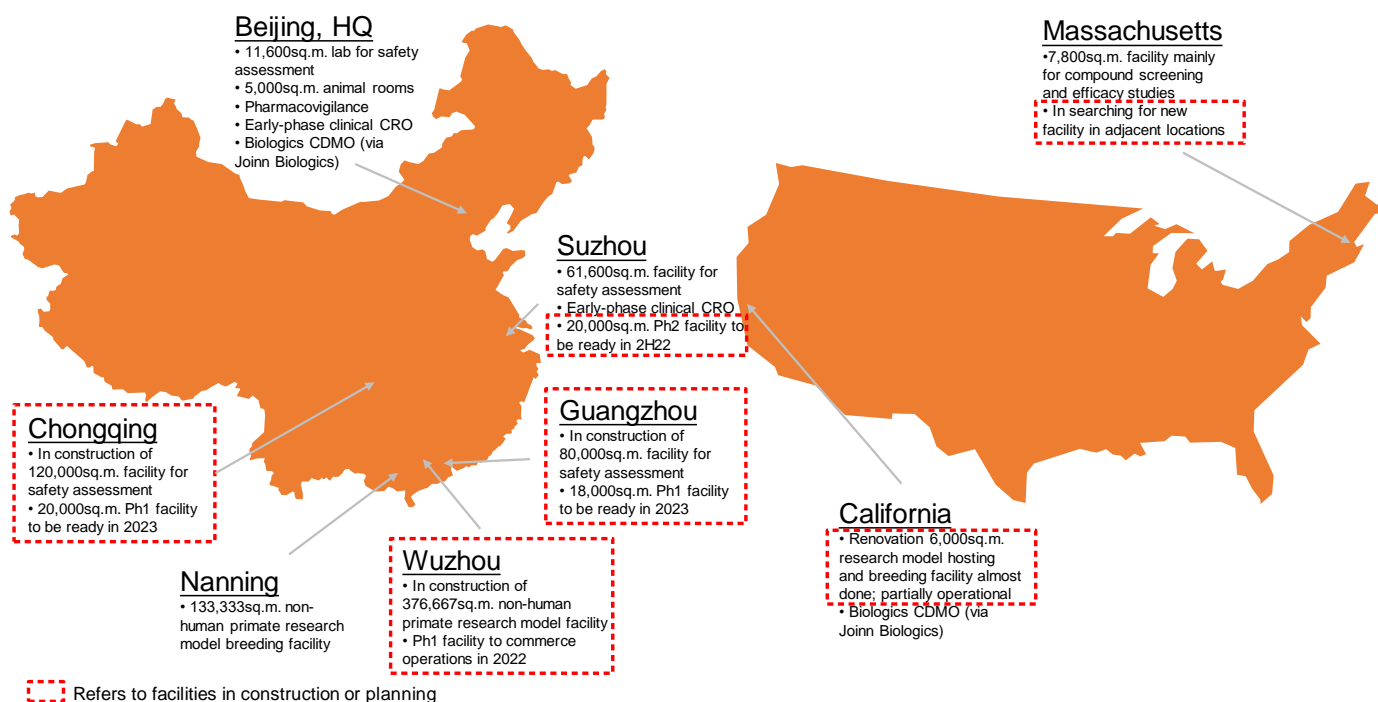 Beijing, HQ
• 11,600sq.m. lab for safety
assessment
• 5,000sq.m. animal rooms
• Pharmacovigilance
• Early-phase clinical CRO
• Biologics CDMO (via
Joinn Biologics)
Massachusetts
•7,800sq.m. facility mainly
for compound screening
and efficacy studies
• In searching for new
facility in adjacent locations
Suzhou
• 61,600sq.m. facility for
safety assessment
• Early-phase clinical CRO
• 20,000sq.m. Ph2 facility to
be ready in 2H22
Chongqing
• In construction of
120,000sq.m. facility for
safety assessment
• 20,000sq.m. Ph1 facility
to be ready in 2023
Guangzhou
• In construction of
80,000sq.m. facility for
safety assessment
• 18,000sq.m. Ph1 facility
to be ready in 2023
California
• Renovation 6,000sq.m.
research model hosting
and breeding facility almost
done; partially operational
• Biologics CDMO (via
Joinn Biologics)
Nanning
• 133,333sq.m. non-
human primate research
model breeding facility
Wuzhou
• In construction of
376,667sq.m. non-human
primate research model facility
• Ph1 facility to commerce
operations in 2022
Refers to facilities in construction or planning